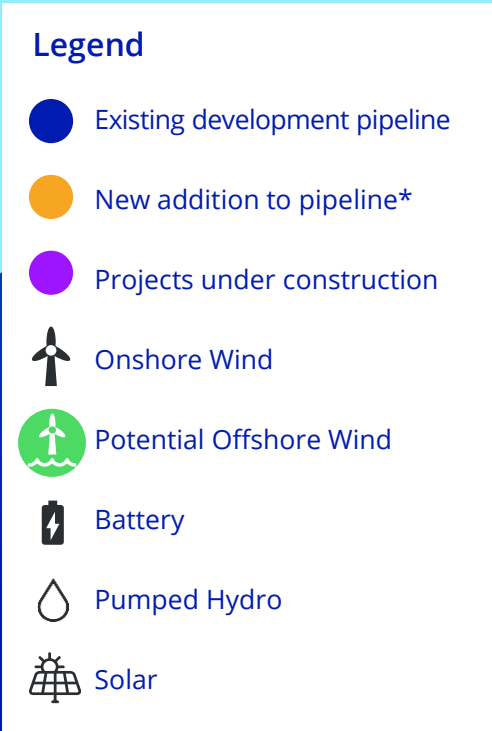 Legend
Existing development pipeline
New addition to pipeline*
Projects under construction
Onshore Wind
Potential Offshore Wind
Battery
Pumped Hydro
Solar